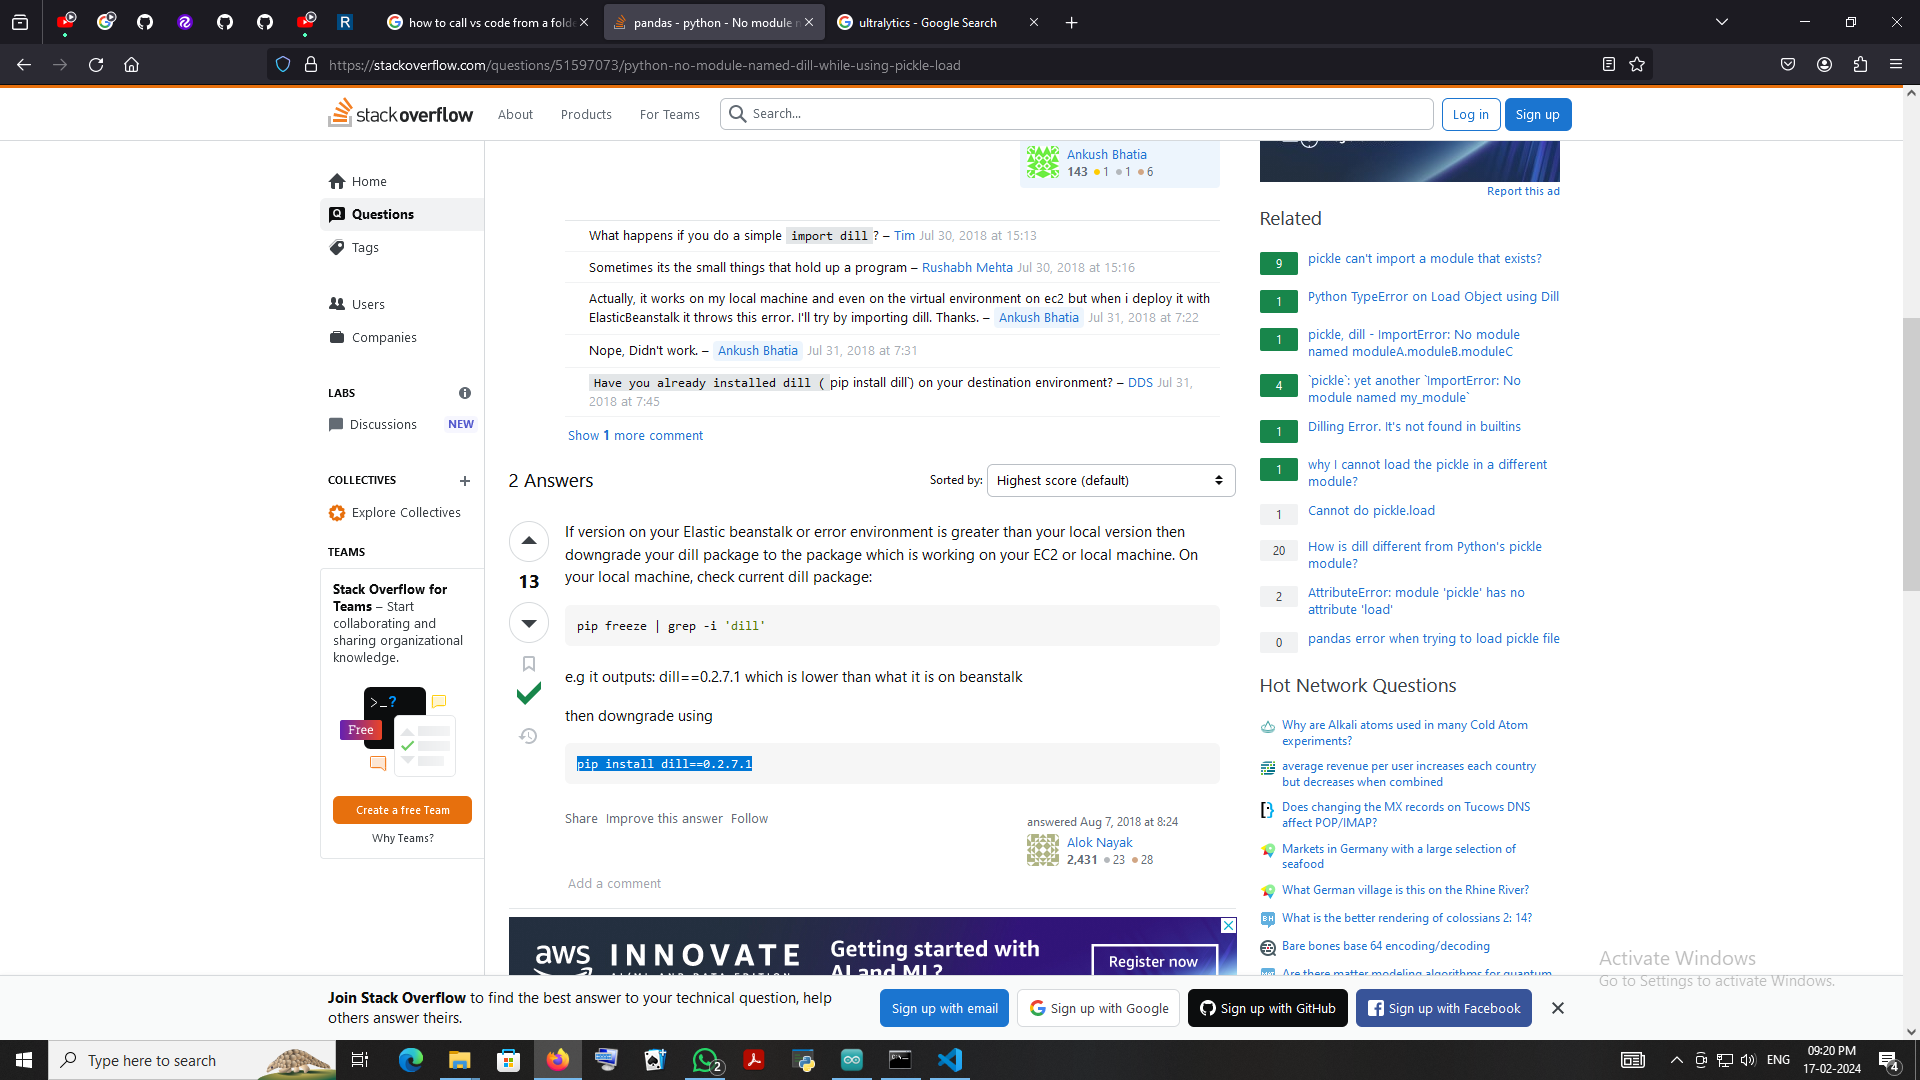 how to call vs code from a folde
pandas - python - No module n
ultralytics - Google Search
https://stackoverflow.com/questions/51597073/python-no-module-named-dill-while-using-pickle-load
stackoverflow
About
Products
For Teams
Search...
Log in
Sign up
Home
Questions
Tags
Users
Companies
LABS
Discussions
NEW
COLLECTIVES
Explore Collectives
TEAMS
Stack Overflow for
Teams – Start
collaborating and
sharing organizational
knowledge.
>_?
Free
Create a free Team
Why Teams?
Ankush Bhatia
143 1 1 6
What happens if you do a simple import dill ? – Tim Jul 30, 2018 at 15:13
Sometimes its the small things that hold up a program – Rushabh Mehta Jul 30, 2018 at 15:16
Actually, it works on my local machine and even on the virtual environment on ec2 but when i deploy it with
ElasticBeanstalk it throws this error. I'll try by importing dill. Thanks. – Ankush Bhatia Jul 31, 2018 at 7:22
Nope, Didn't work. – Ankush Bhatia Jul 31, 2018 at 7:31
Have you already installed dill ( pip install dill`) on your destination environment? – DDS Jul 31,
2018 at 7:45
Show 1 more comment
2 Answers
Sorted by:
Highest score (default)
13
If version on your Elastic beanstalk or error environment is greater than your local version then
downgrade your dill package to the package which is working on your EC2 or local machine. On
your local machine, check current dill package:
pip freeze | grep -i 'dill'
e.g it outputs: dill==0.2.7.1 which is lower than what it is on beanstalk
then downgrade using
pip install dill==0.2.7.1
Share Improve this answer Follow
answered Aug 7, 2018 at 8:24
Alok Nayak
2,431 23 28
Add a comment
aws INNOVATE
Getting started with
AI and ML?
Register now
Report this ad
Related
9 pickle can't import a module that exists?
1 Python TypeError on Load Object using Dill
1 pickle, dill - ImportError: No module
named moduleA.moduleB.moduleC
4 `pickle`: yet another `ImportError: No
module named my_module`
1 Dilling Error. It's not found in builtins
1 why I cannot load the pickle in a different
module?
1 Cannot do pickle.load
20 How is dill different from Python's pickle
module?
2 AttributeError: module 'pickle' has no
attribute 'load'
0 pandas error when trying to load pickle file
Hot Network Questions
Why are Alkali atoms used in many Cold Atom
experiments?
average revenue per user increases each country
but decreases when combined
Does changing the MX records on Tucows DNS
affect POP/IMAP?
Markets in Germany with a large selection of
seafood
What German village is this on the Rhine River?
What is the better rendering of colossians 2: 14?
Bare bones base 64 encoding/decoding
Are there matter modeling algorithms for quantum
Activate Windows
Go to Settings to activate Windows.
Join Stack Overflow to find the best answer to your technical question, help
others answer theirs.
Sign up with email
Sign up with Google
Sign up with GitHub
Sign up with Facebook
Type here to search
2
ENG
09:20 PM
17-02-2024
4